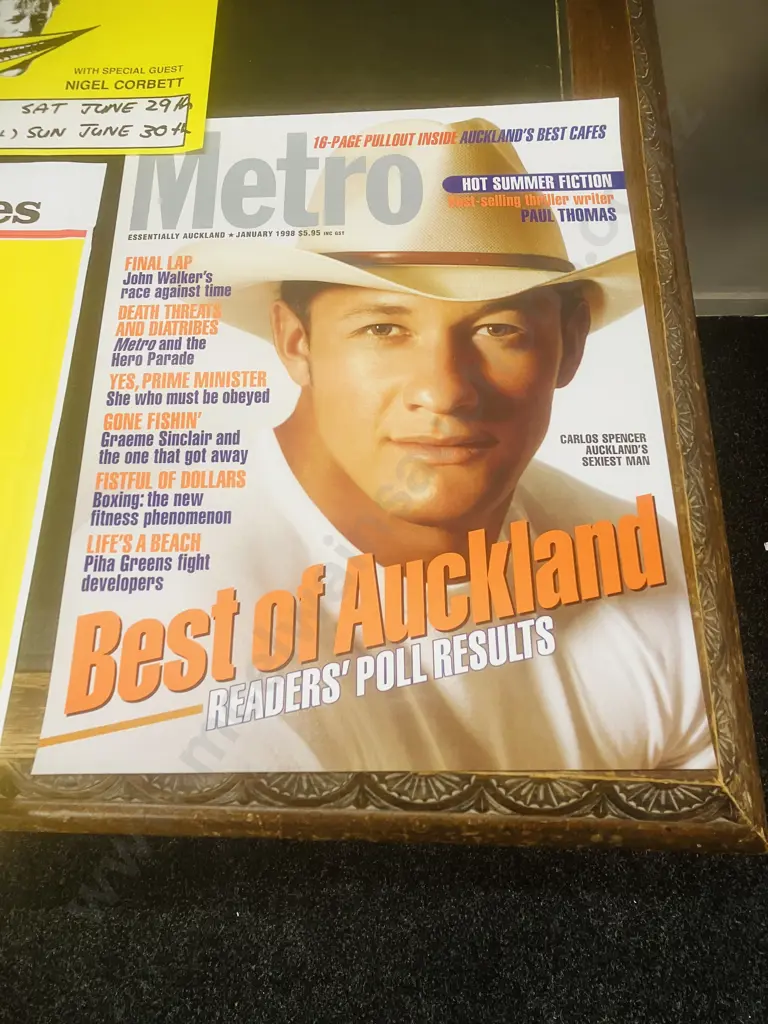 WITH SPECIAL GUEST
NIGEL CORBETT
SAT JUNE 29th
SUN JUNE 30th
es
Metro
16-PAGE PULLOUT INSIDE AUCKLAND'S BEST CAFES
HOT SUMMER FICTION
Best-selling thriller writer
PAUL THOMAS
ESSENTIALLY AUCKLAND ★ JANUARY 1998 $5.95 INC GST
FINAL LAP
John Walker's
race against time
DEATH THREATS
AND DIATRIBES
Metro and the
Hero Parade
YES, PRIME MINISTER
She who must be obeyed
GONE FISHIN'
Graeme Sinclair and
the one that got away
FISTFUL OF DOLLARS
Boxing: the new
fitness phenomenon
LIFE'S A BEACH
Piha Greens fight
developers
CARLOS SPENCER
AUCKLAND'S
SEXIEST MAN
Best of Auckland
READERS' POLL RESULTS